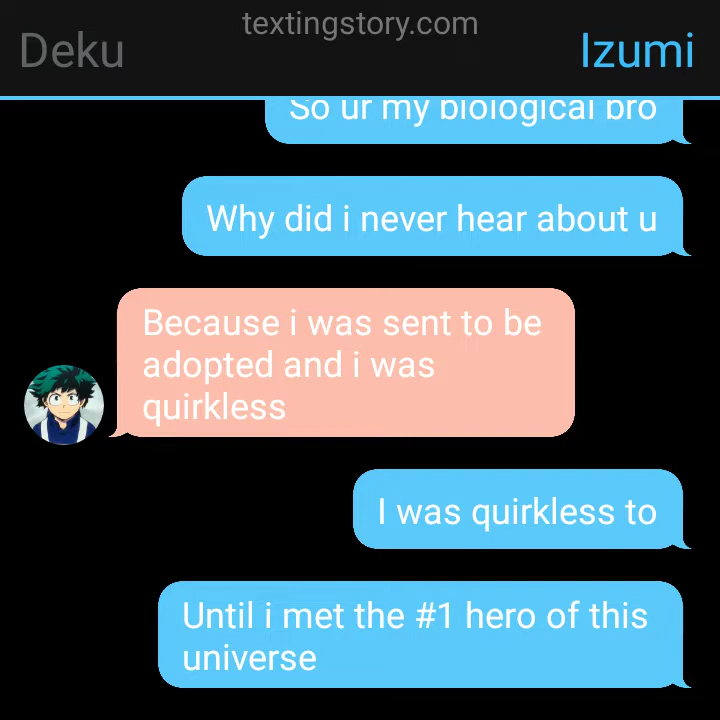 textingstory.com
Deku
Izumi
So ur my biological bro
Why did i never hear about u
Because i was sent to be
adopted and i was
quirkless
I was quirkless to
Until i met the #1 hero of this
universe